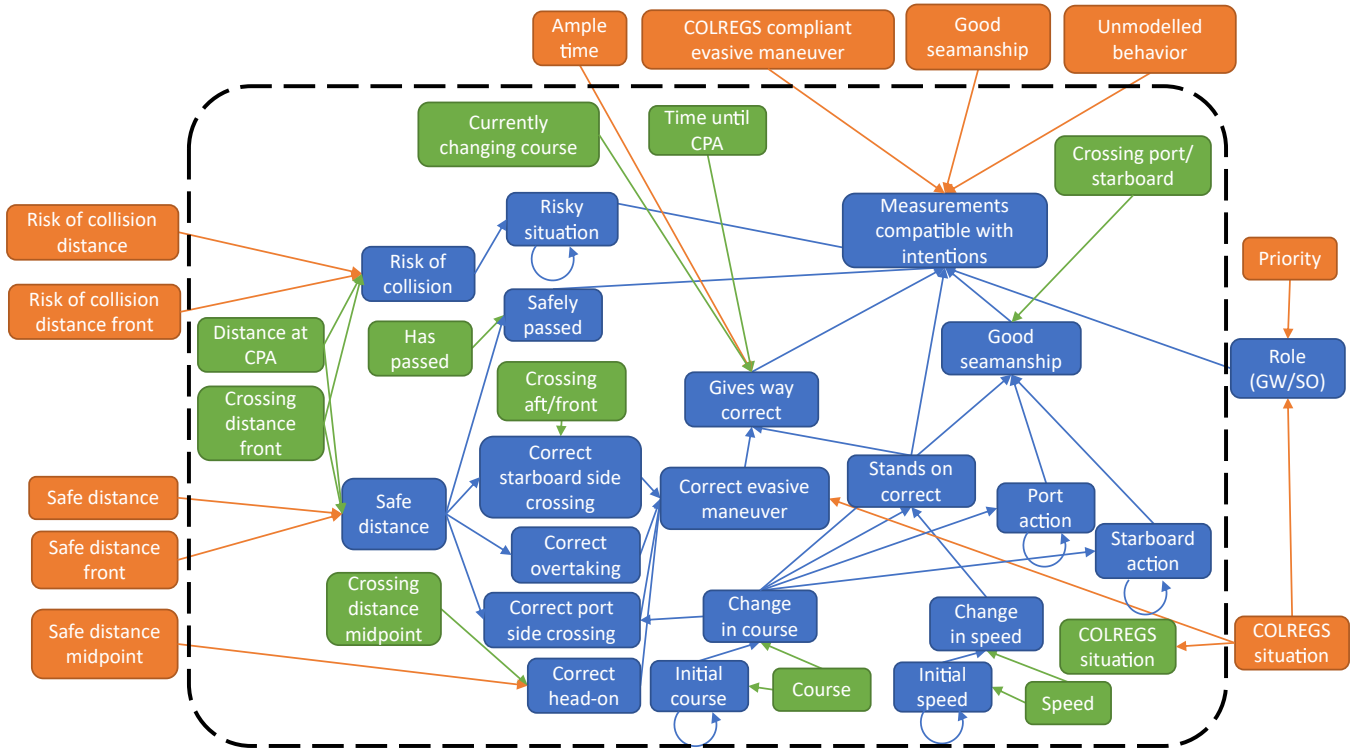 Ample
time
COLREGS compliant
evasive maneuver
Good
seamanship
Unmodelled
behavior
Currently
changing course
Time until
CPA
Crossing port/
starboard
Risk of collision
distance
Risky
situation
Measurements
compatible with
intentions
Risk of
collision
Priority
Risk of collision
distance front
Safely
passed
Distance at
CPA
Has
passed
Good
seamanship
Role
(GW/SO)
Crossing
distance
front
Crossing
aft/front
Gives way
correct
Correct
starboard side
crossing
Stands on
correct
Safe distance
Safe
distance
Correct evasive
maneuver
Port
action
Safe distance
front
Correct
overtaking
Starboard
action
Crossing
distance
midpoint
Correct port
side crossing
Change
in course
Change
in speed
Safe distance
midpoint
COLREGS
situation
COLREGS
situation
Correct
head-on
Initial
course
Course
Initial
speed
Speed